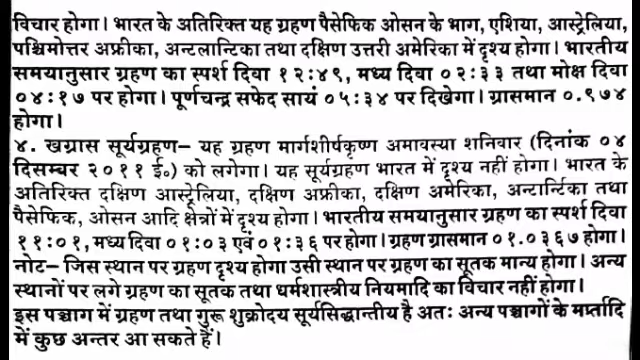 विचार होगा। भारत के अतिरिक्त यह ग्रहण पैसेफिक ओसन के भाग, एशिया, आस्ट्रेलिया,
पश्चिमोत्तर अफ्रीका, अन्टलान्टिका तथा दक्षिण उत्तरी अमेरिका में दृश्य होगा। भारतीय
समयानुसार ग्रहण का स्पर्श दिवा १२:४९, मध्य दिवा ०२:३३ तथा मोक्ष दिवा
०४:१७ पर होगा। पूर्णचन्द्र सफेद सायं ०५:३४ पर दिखेगा। ग्रासमान ०.९७४
होगा।
४. खग्रास सूर्यग्रहण– यह ग्रहण मार्गशीर्षकृष्ण अमावस्या शनिवार (दिनांक ०४
दिसम्बर २०११ ई०) को लगेगा। यह सूर्यग्रहण भारत में दृश्य नहीं होगा। भारत के
अतिरिक्त दक्षिण आस्ट्रेलिया, दक्षिण अफ्रीका, दक्षिण अमेरिका, अन्टार्न्टिका तथा
पैसेफिक, ओसन आदि क्षेत्रों में दृश्य होगा। भारतीय समयानुसार ग्रहण का स्पर्श दिवा
११:०१, मध्य दिवा ०१:०३ एवं ०१:३६ पर होगा। ग्रहण ग्रासमान ०१.०३६७ होगा।
नोट– जिस स्थान पर ग्रहण दृश्य होगा उसी स्थान पर ग्रहण का सूतक मान्य होगा। अन्य
स्थानों पर लगे ग्रहण का सूतक तथा धर्मशास्त्रीय नियमादि का विचार नहीं होगा।
इस पञ्चाग में ग्रहण तथा गुरू शुक्रोदय सूर्यसिद्धान्तीय है अतः अन्य पञ्चागों के
में कुछ अन्तर आ सकते हैं।